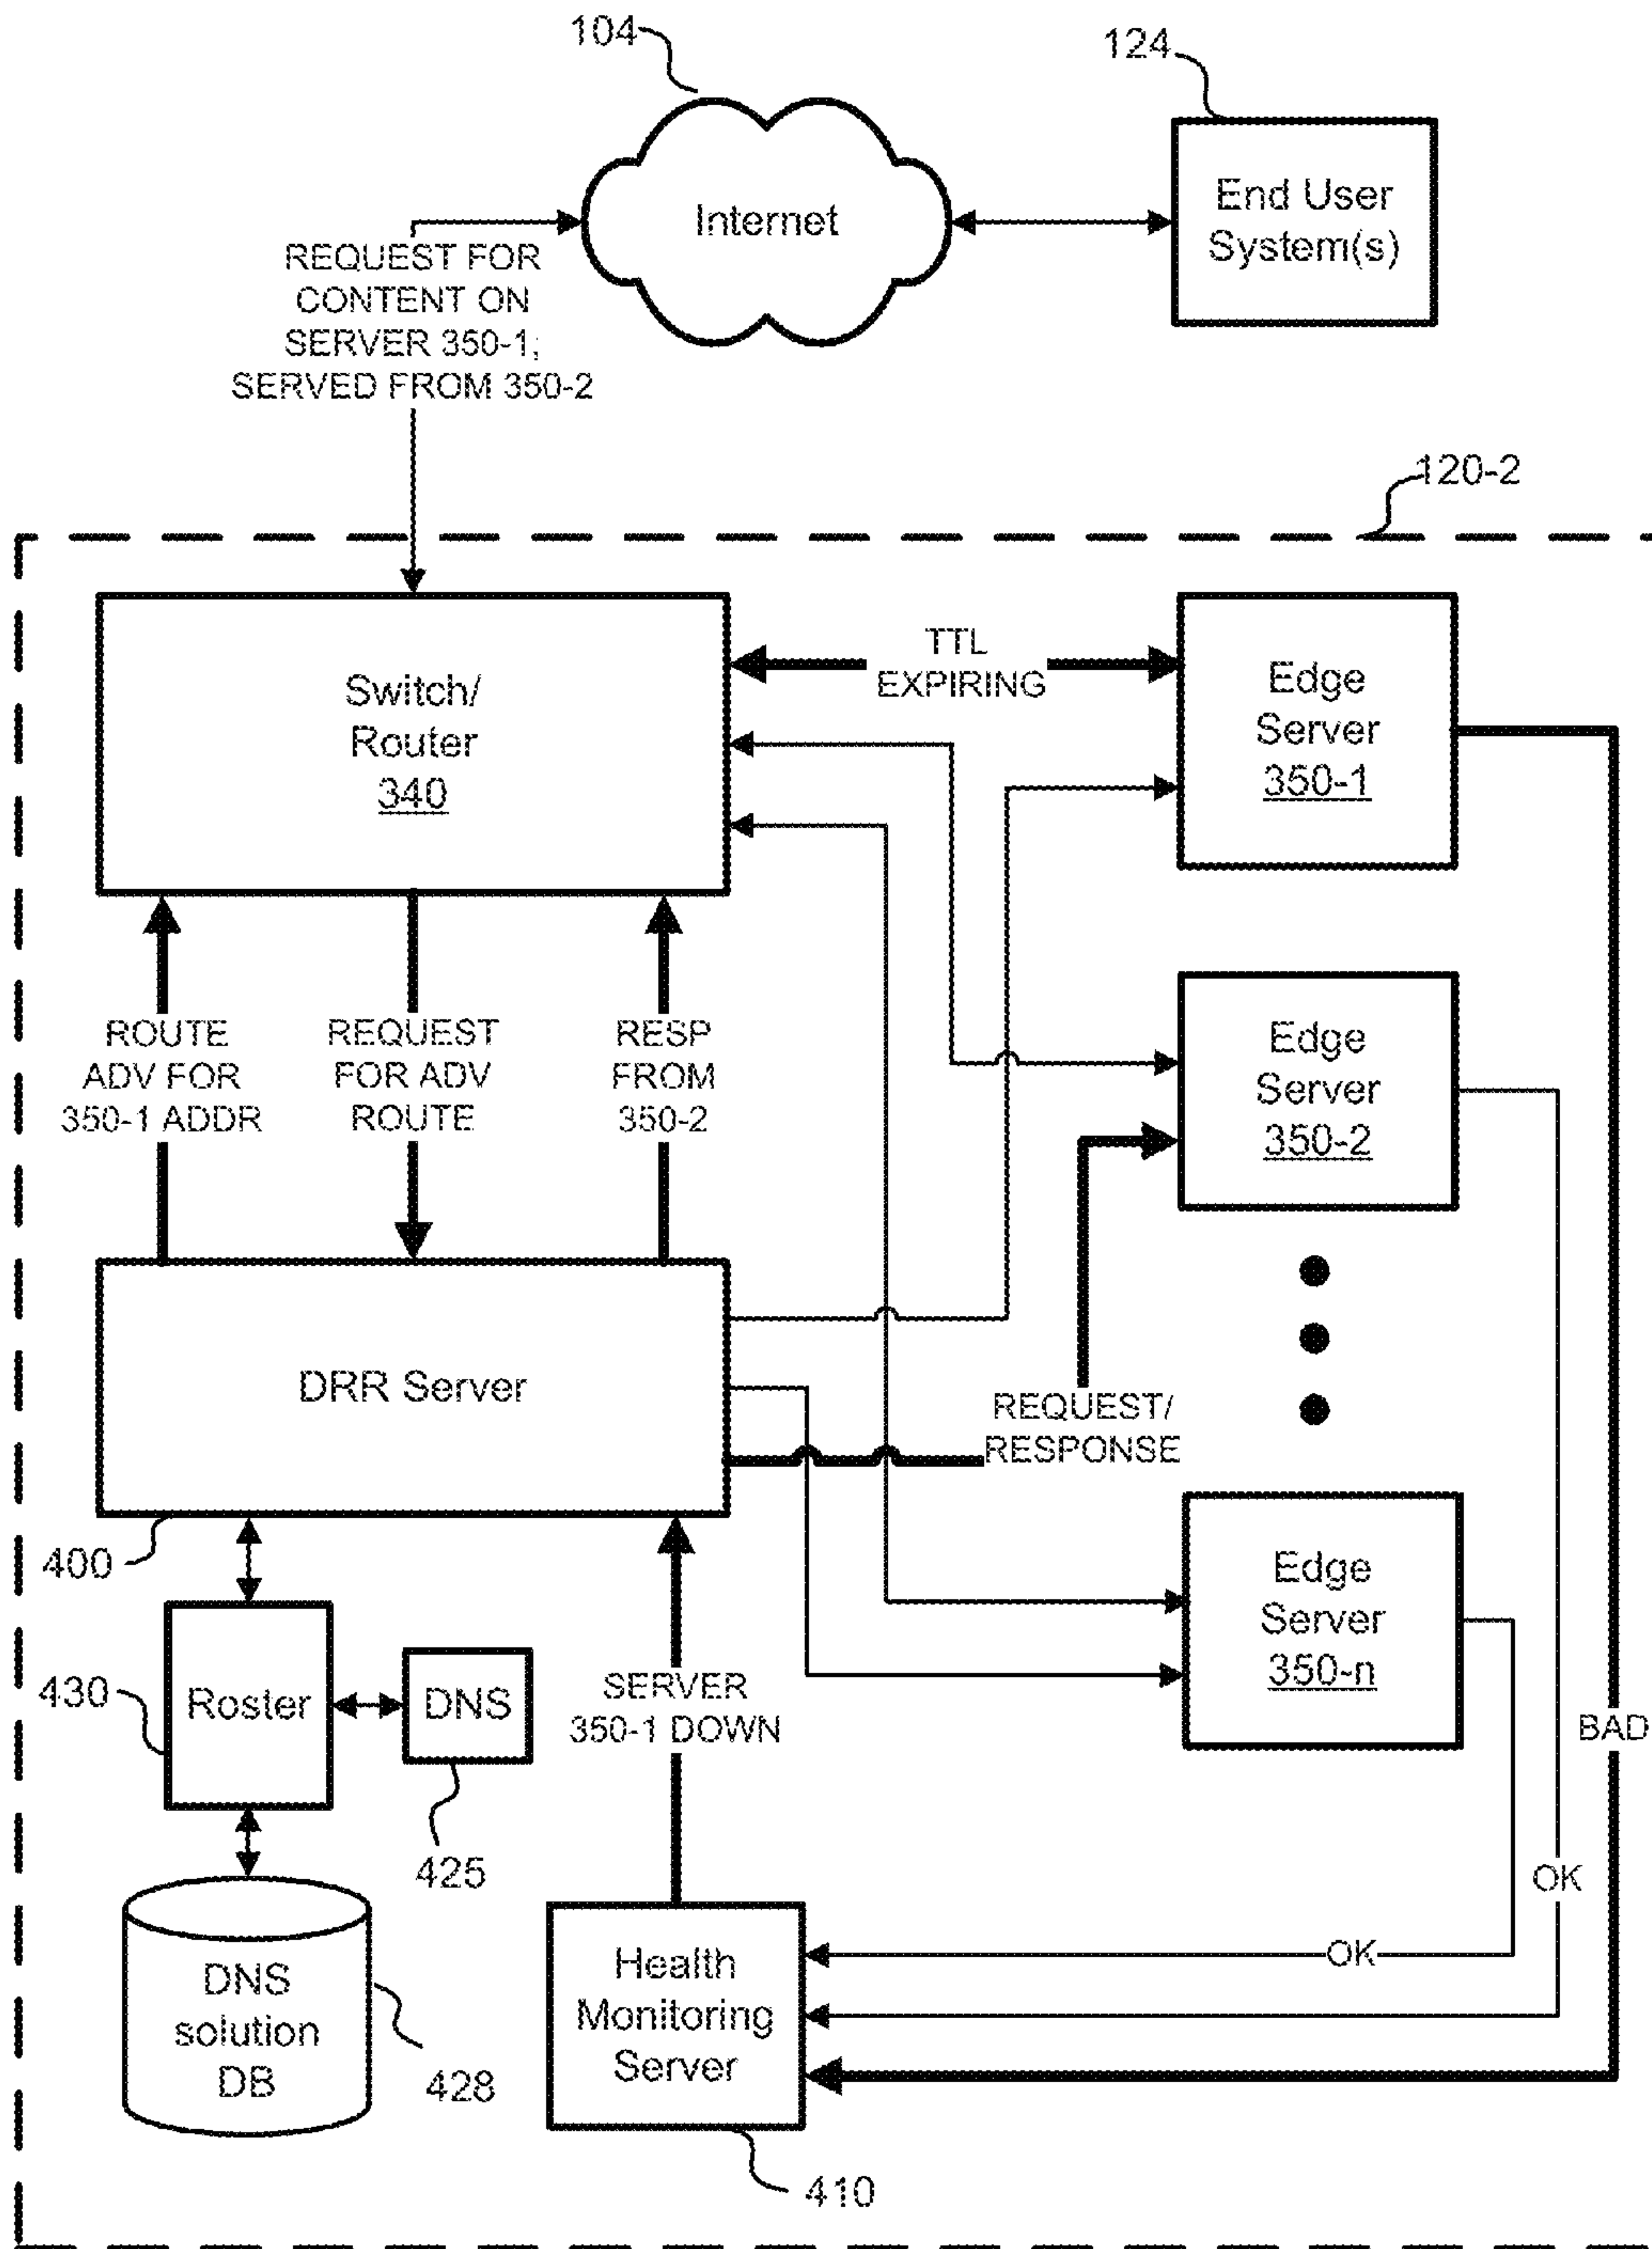 104
124
Internet
End User
System(s)
REQUEST FOR
CONTENT ON
SERVER 350-1;
SERVED FROM 350-2
120-2
Switch/
Router
340
TTL
EXPIRING
Edge
Server
350-1
ROUTE
ADV FOR
350-1 ADDR
REQUEST
FOR ADV
ROUTE
RESP
FROM
350-2
Edge
Server
350-2
DRR Server
REQUEST/
RESPONSE
400
Edge
Server
350-n
430
Roster
DNS
425
SERVER
350-1 DOWN
BAD
OK
OK
DNS
solution
DB
428
Health
Monitoring
Server
410